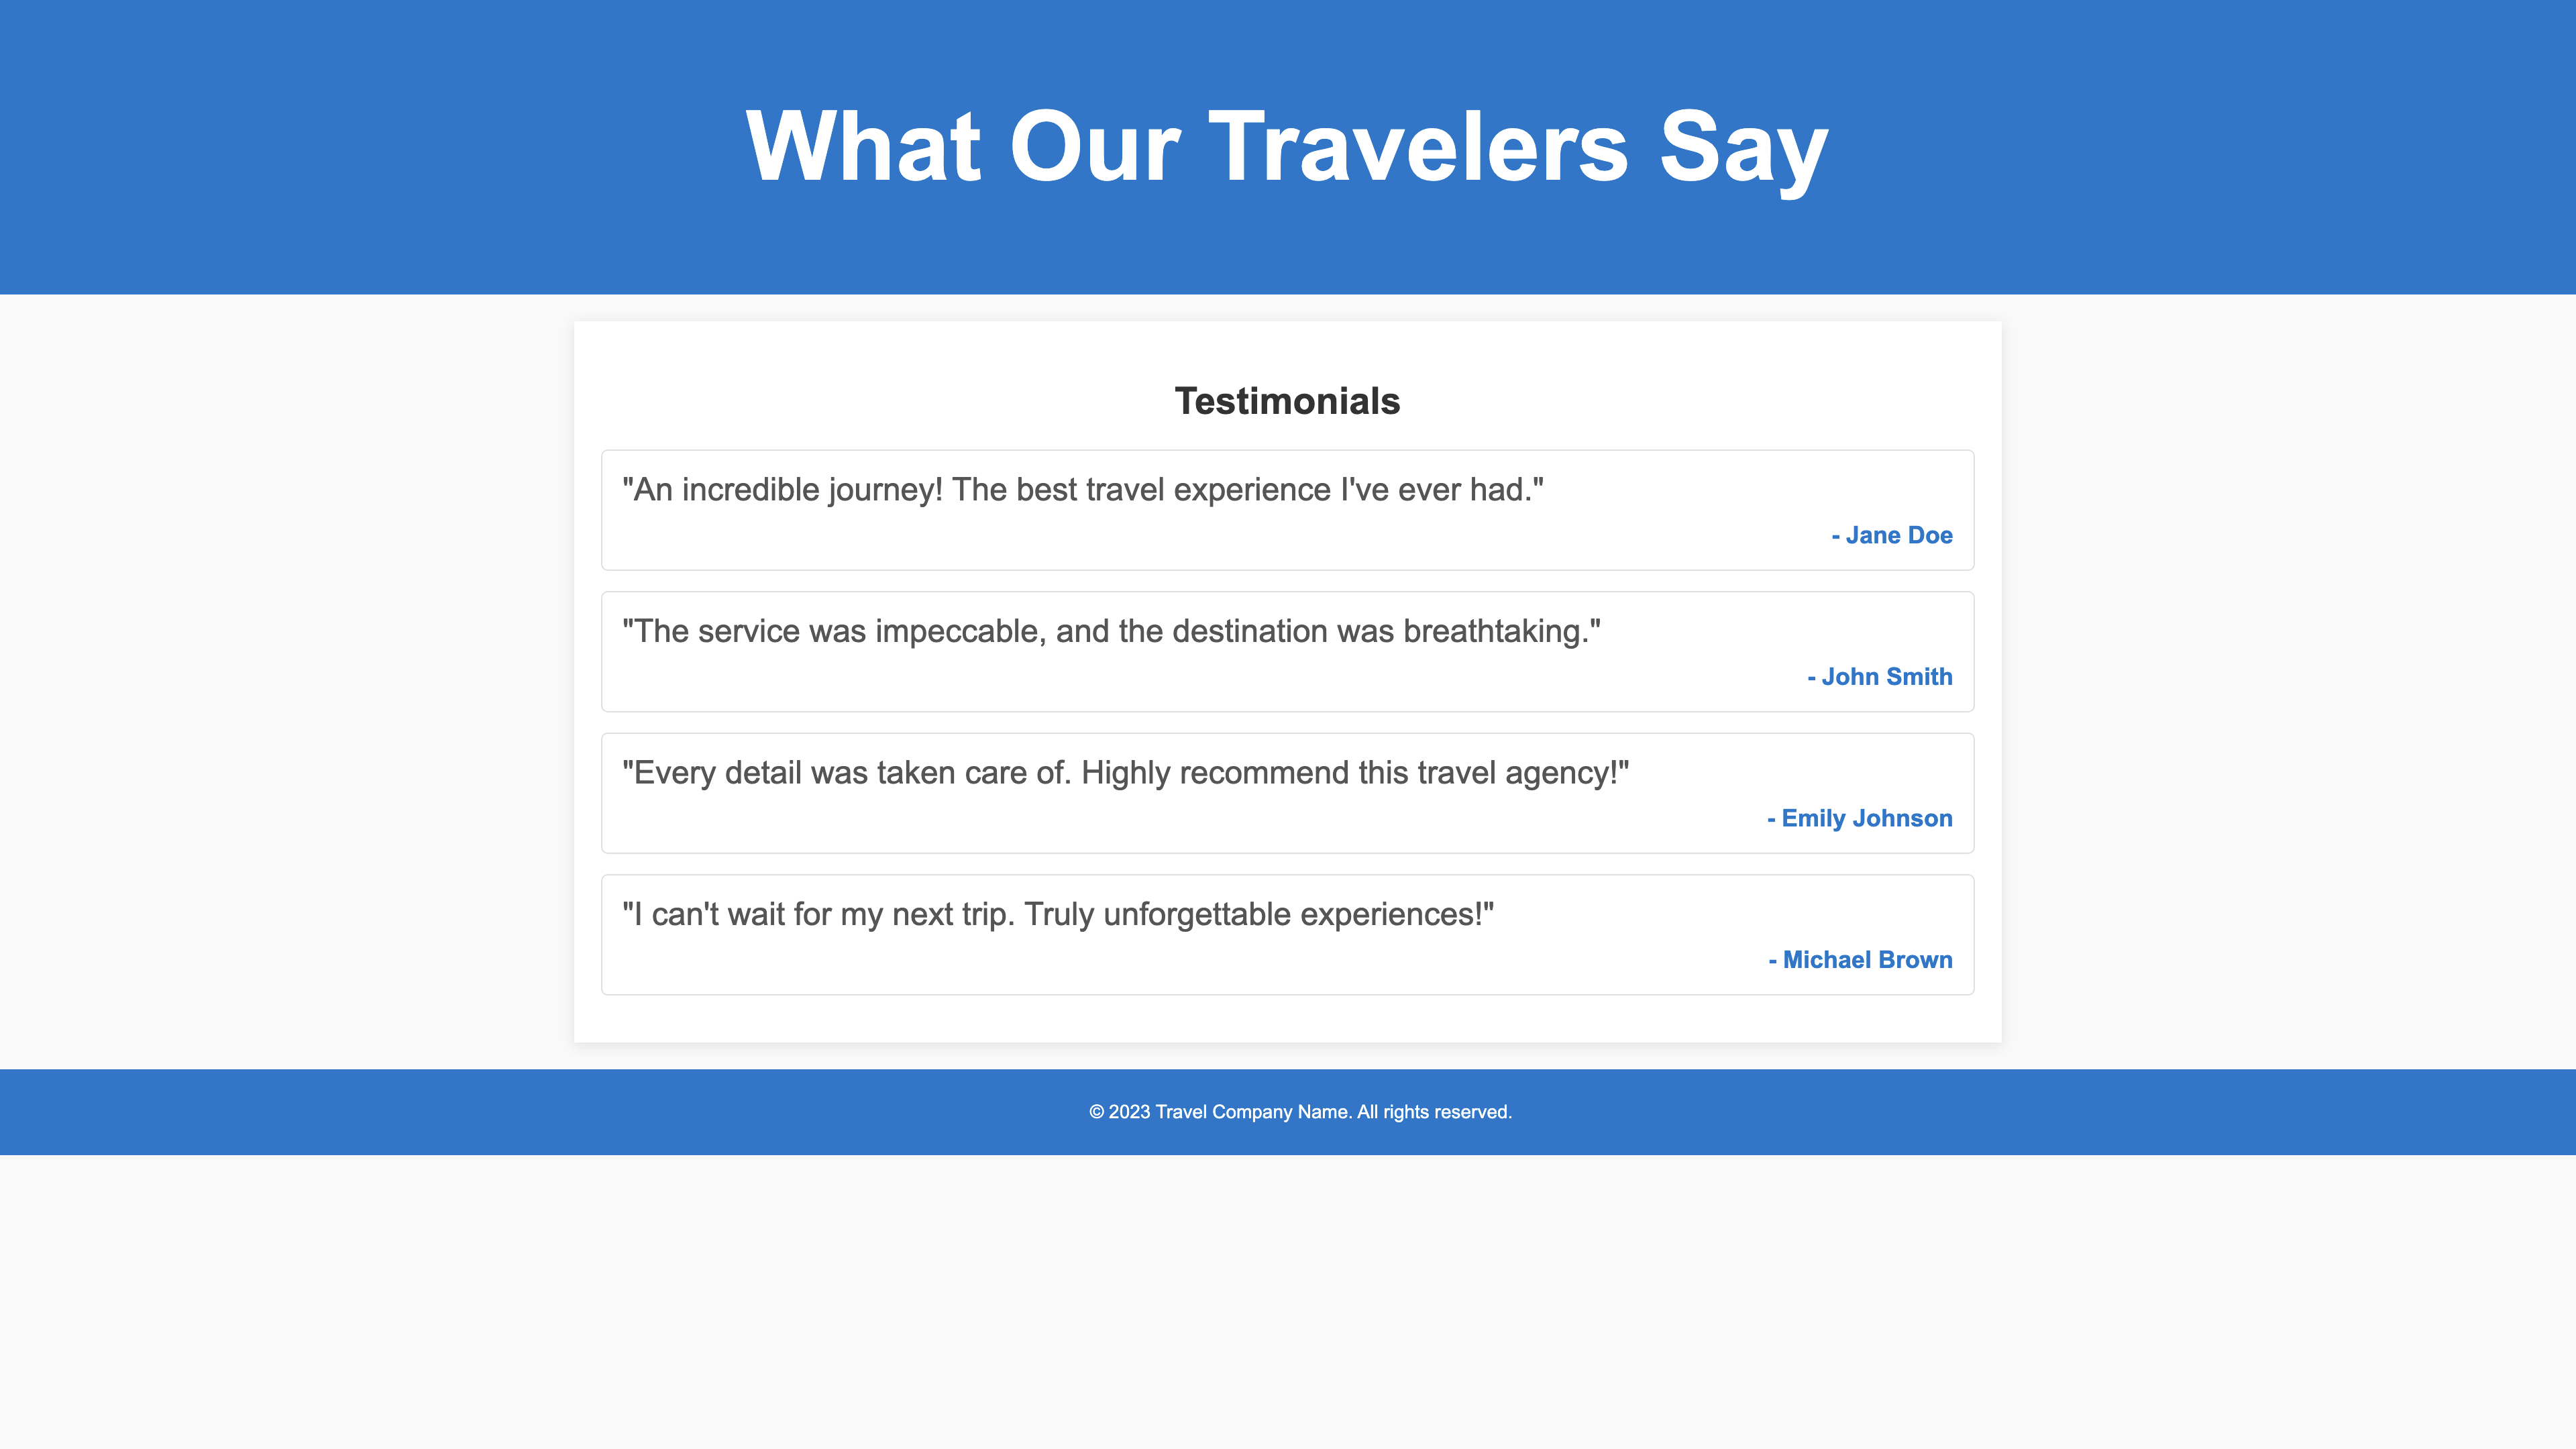 What Our Travelers Say
Testimonials
"An incredible journey! The best travel experience I've ever had."
- Jane Doe
"The service was impeccable, and the destination was breathtaking."
- John Smith
"Every detail was taken care of. Highly recommend this travel agency!"
- Emily Johnson
"I can't wait for my next trip. Truly unforgettable experiences!"
- Michael Brown
© 2023 Travel Company Name. All rights reserved.